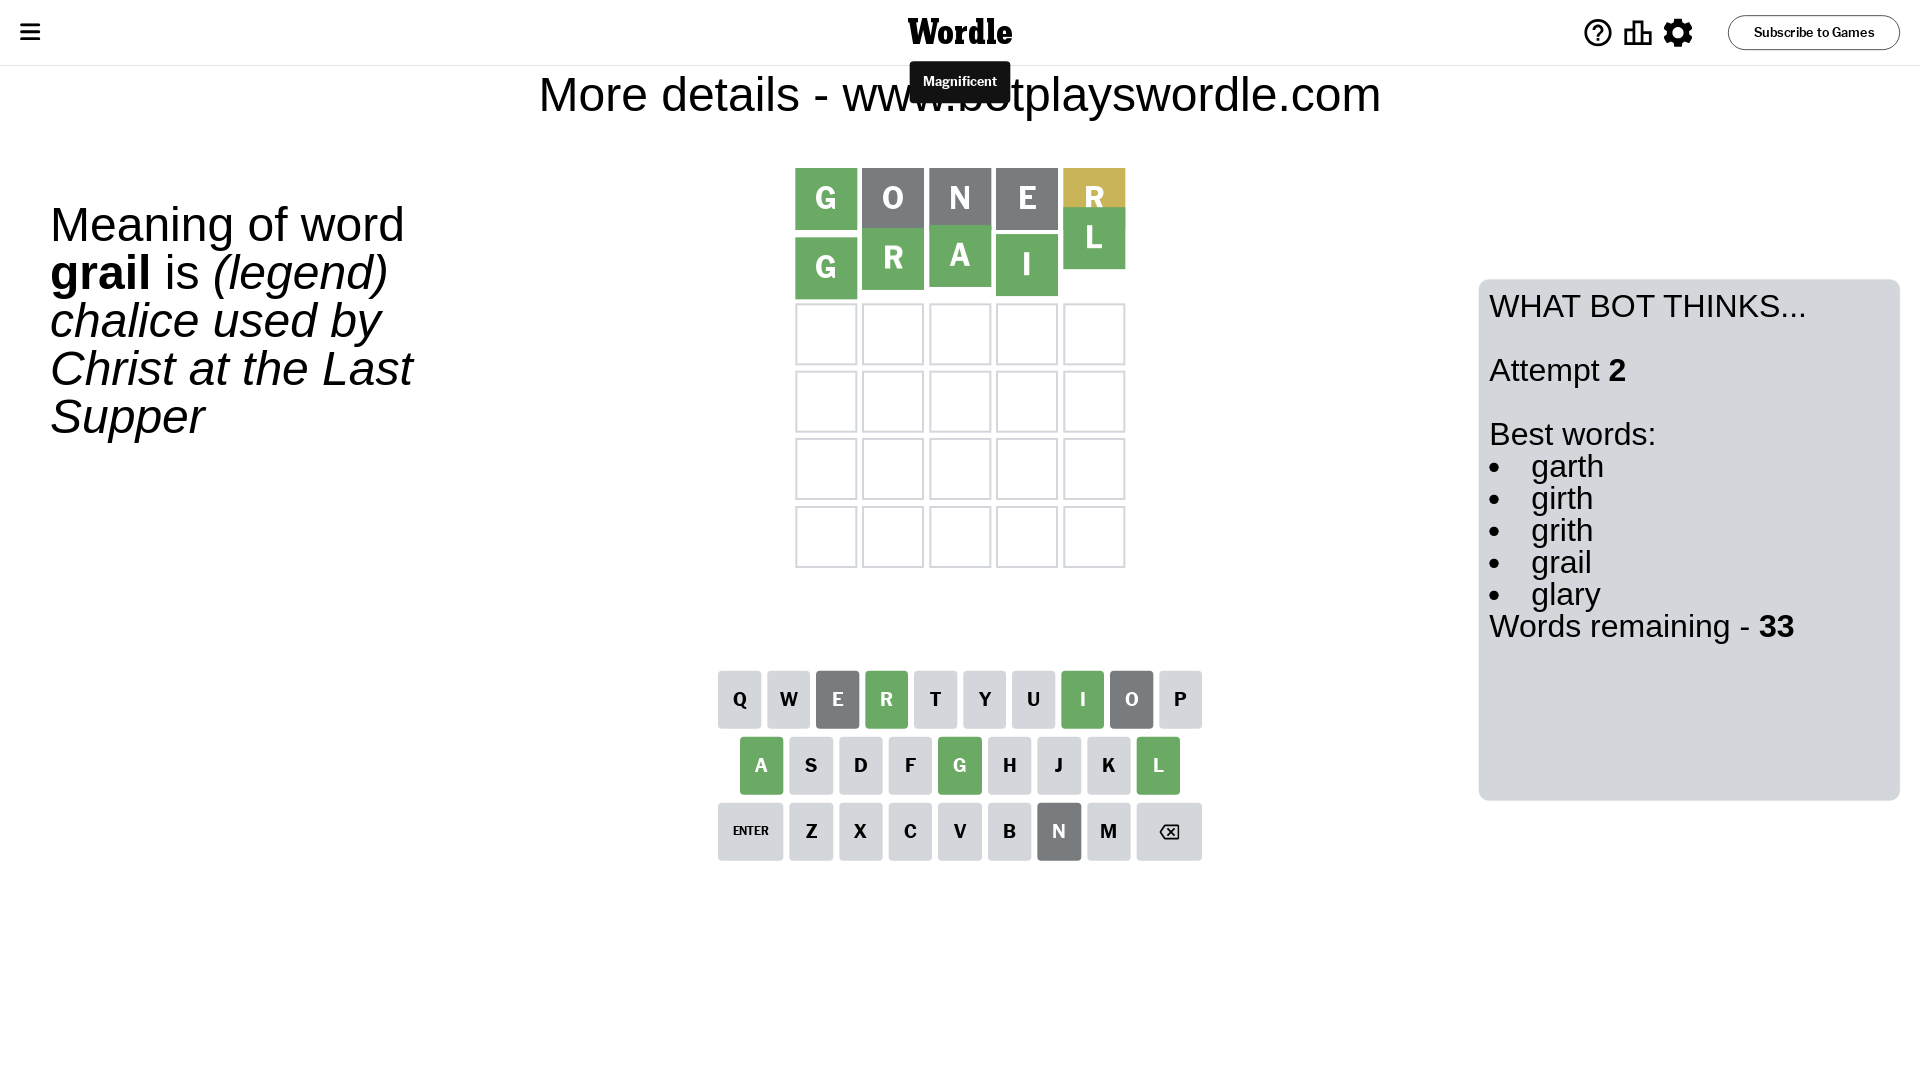 Wordle
Subscribe to Games
Magnificent
More details - www.botplayswordle.com
Meaning of word
grail is (legend)
chalice used by
Christ at the Last
Supper
G O N E R
G R A I L
WHAT BOT THINKS...
Attempt 2
Best words:
• garth
• girth
• grith
• grail
• glary
Words remaining - 33
Q W E R T Y U I O P
A S D F G H J K L
ENTER Z X C V B N M